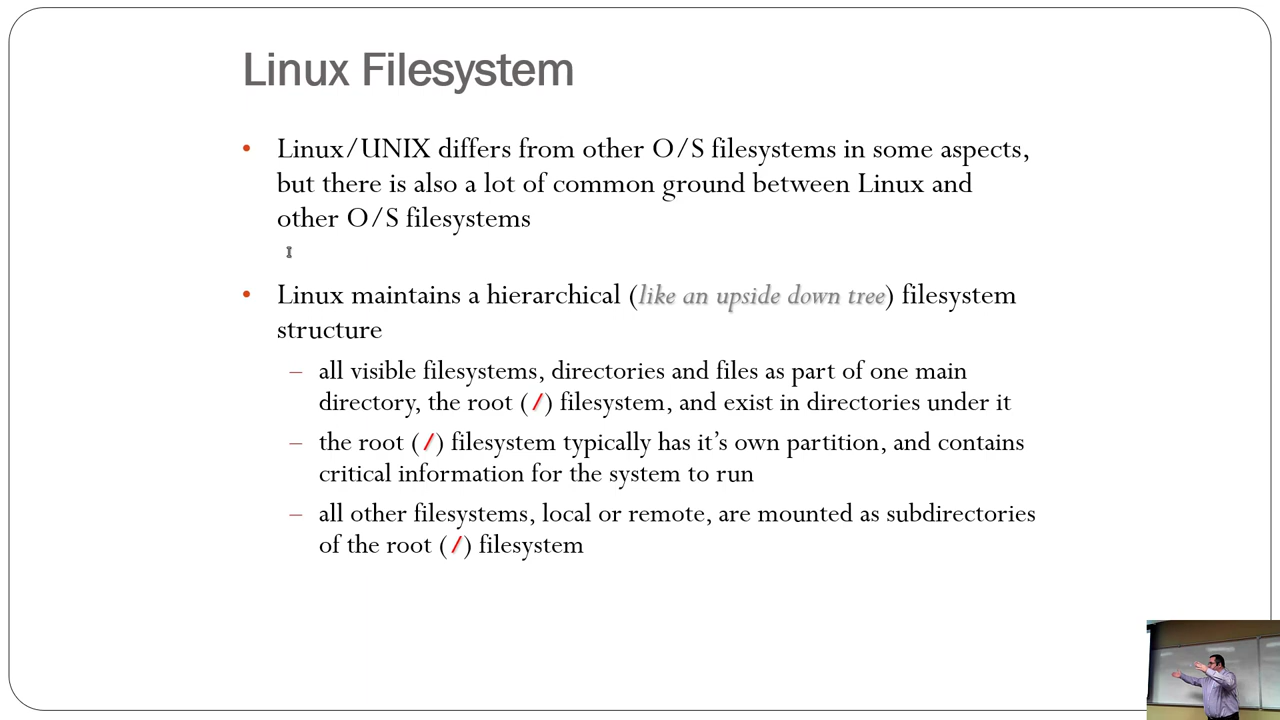 Linux Filesystem
• Linux/UNIX differs from other O/S filesystems in some aspects,
but there is also a lot of common ground between Linux and
other O/S filesystems
• Linux maintains a hierarchical (like an upside down tree) filesystem
structure
– all visible filesystems, directories and files as part of one main
directory, the root (/) filesystem, and exist in directories under it
– the root (/) filesystem typically has it’s own partition, and contains
critical information for the system to run
– all other filesystems, local or remote, are mounted as subdirectories
of the root (/) filesystem